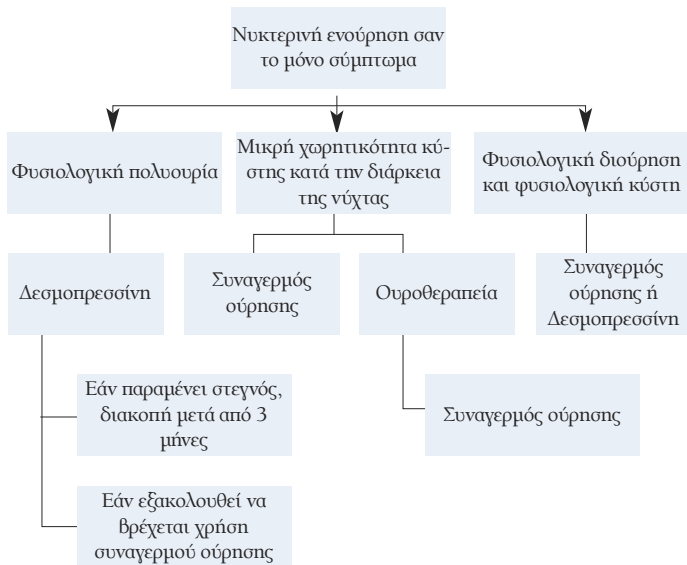 Νυκτερινή ενούρηση σαν
το μόνο σύμπτωμα
Φυσιολογική πολυουρία
Μικρή χωρητικότητα κύ-
στης κατά την διάρκεια
της νύχτας
Φυσιολογική διούρηση
και φυσιολογική κύστη
Δεσμοπρεσσίνη
Συναγερμός
ούρησης
Ουροθεραπεία
Συναγερμός
ούρησης ή
Δεσμοπρεσσίνη
Εάν παραμένει στεγνός,
διακοπή μετά από 3
μήνες
Συναγερμός ούρησης
Εάν εξακολουθεί να
βρέχεται χρήση
συναγερμού ούρησης